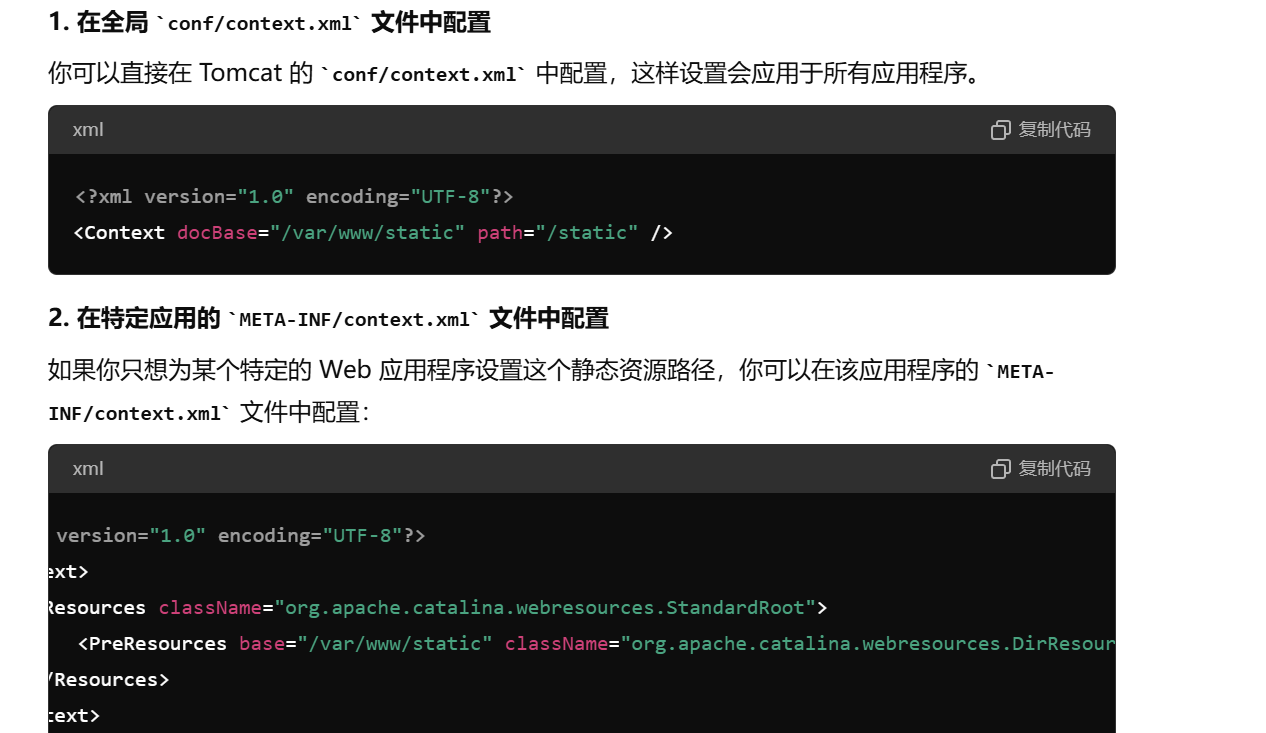 1. 在全局 `conf/context.xml` 文件中配置
你可以直接在 Tomcat 的 `conf/context.xml` 中配置，这样设置会应用于所有应用程序。
xml
复制代码
<?xml version="1.0" encoding="UTF-8"?>
<Context docBase="/var/www/static" path="/static" />
2. 在特定应用的 `META-INF/context.xml` 文件中配置
如果你只想为某个特定的 Web 应用程序设置这个静态资源路径，你可以在该应用程序的 `META-
INF/context.xml` 文件中配置：
xml
复制代码
version="1.0" encoding="UTF-8"?>
ext>
Resources className="org.apache.catalina.webresources.StandardRoot">
<PreResources base="/var/www/static" className="org.apache.catalina.webresources.DirResour
/Resources>
text>